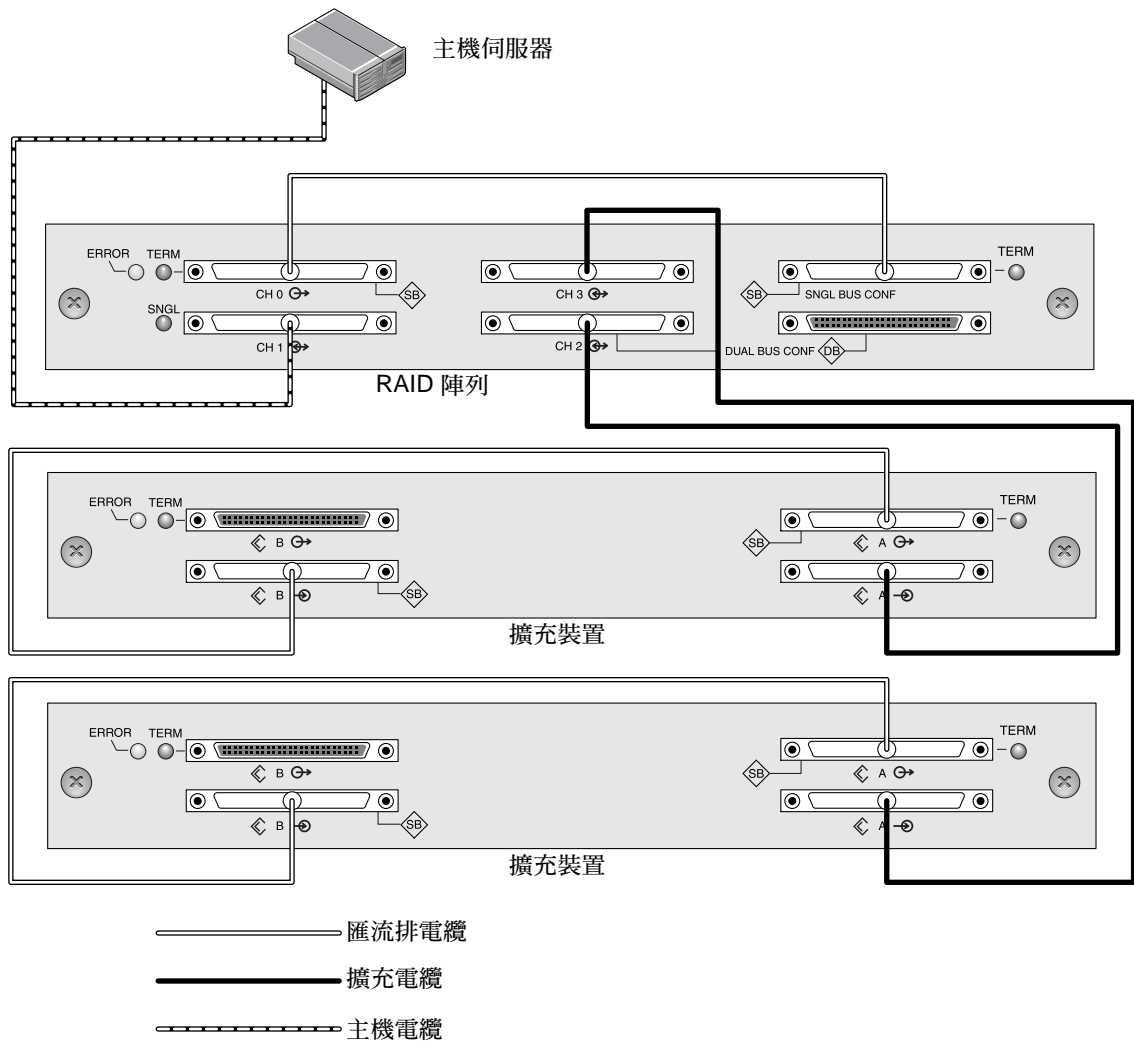 主機伺服器
ERROR TERM
TERM
CH 0 SB
CH 3
SB SNGL BUS CONF
SNGL
CH 1
CH 2
DUAL BUS CONF DB
RAID 陣列
ERROR TERM
TERM
B
SB
A
B
SB
A
擴充裝置
ERROR TERM
TERM
B
SB
A
B
SB
A
擴充裝置
匯流排電纜
擴充電纜
主機電纜